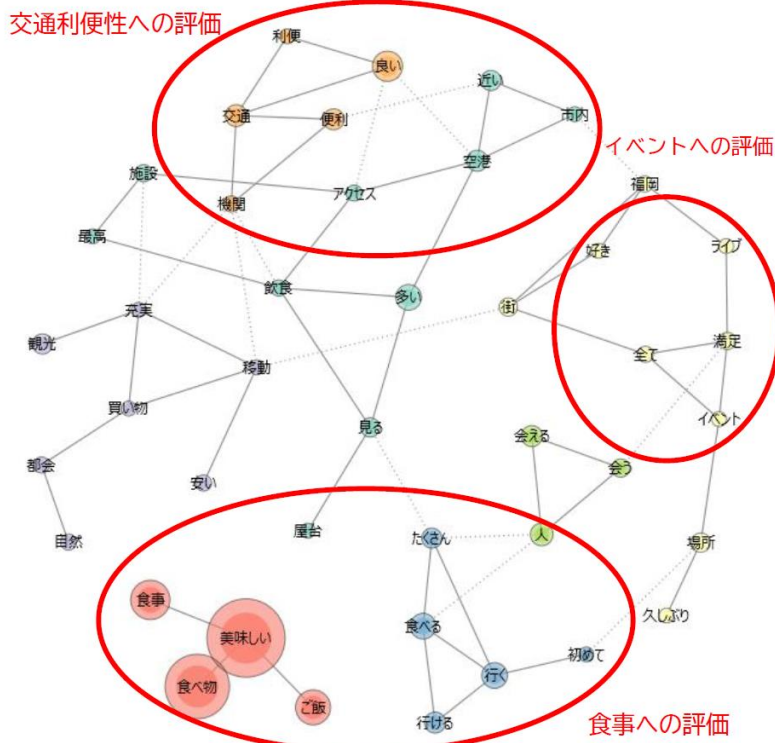 交通利便性への評価
利便
良い
近い
交通
便利
市内
イベントへの評価
空港
施設
福岡
機関
アクセス
最高
好き
ライブ
飲食
多い
街
充実
観光
移動
全て
満足
買い物
イベント
見る
会える
都会
会う
安い
屋台
たくさん
人
自然
場所
食事
久しぶり
美味しい
食べる
初めて
行く
食べ物
ご飯
行ける
食事への評価